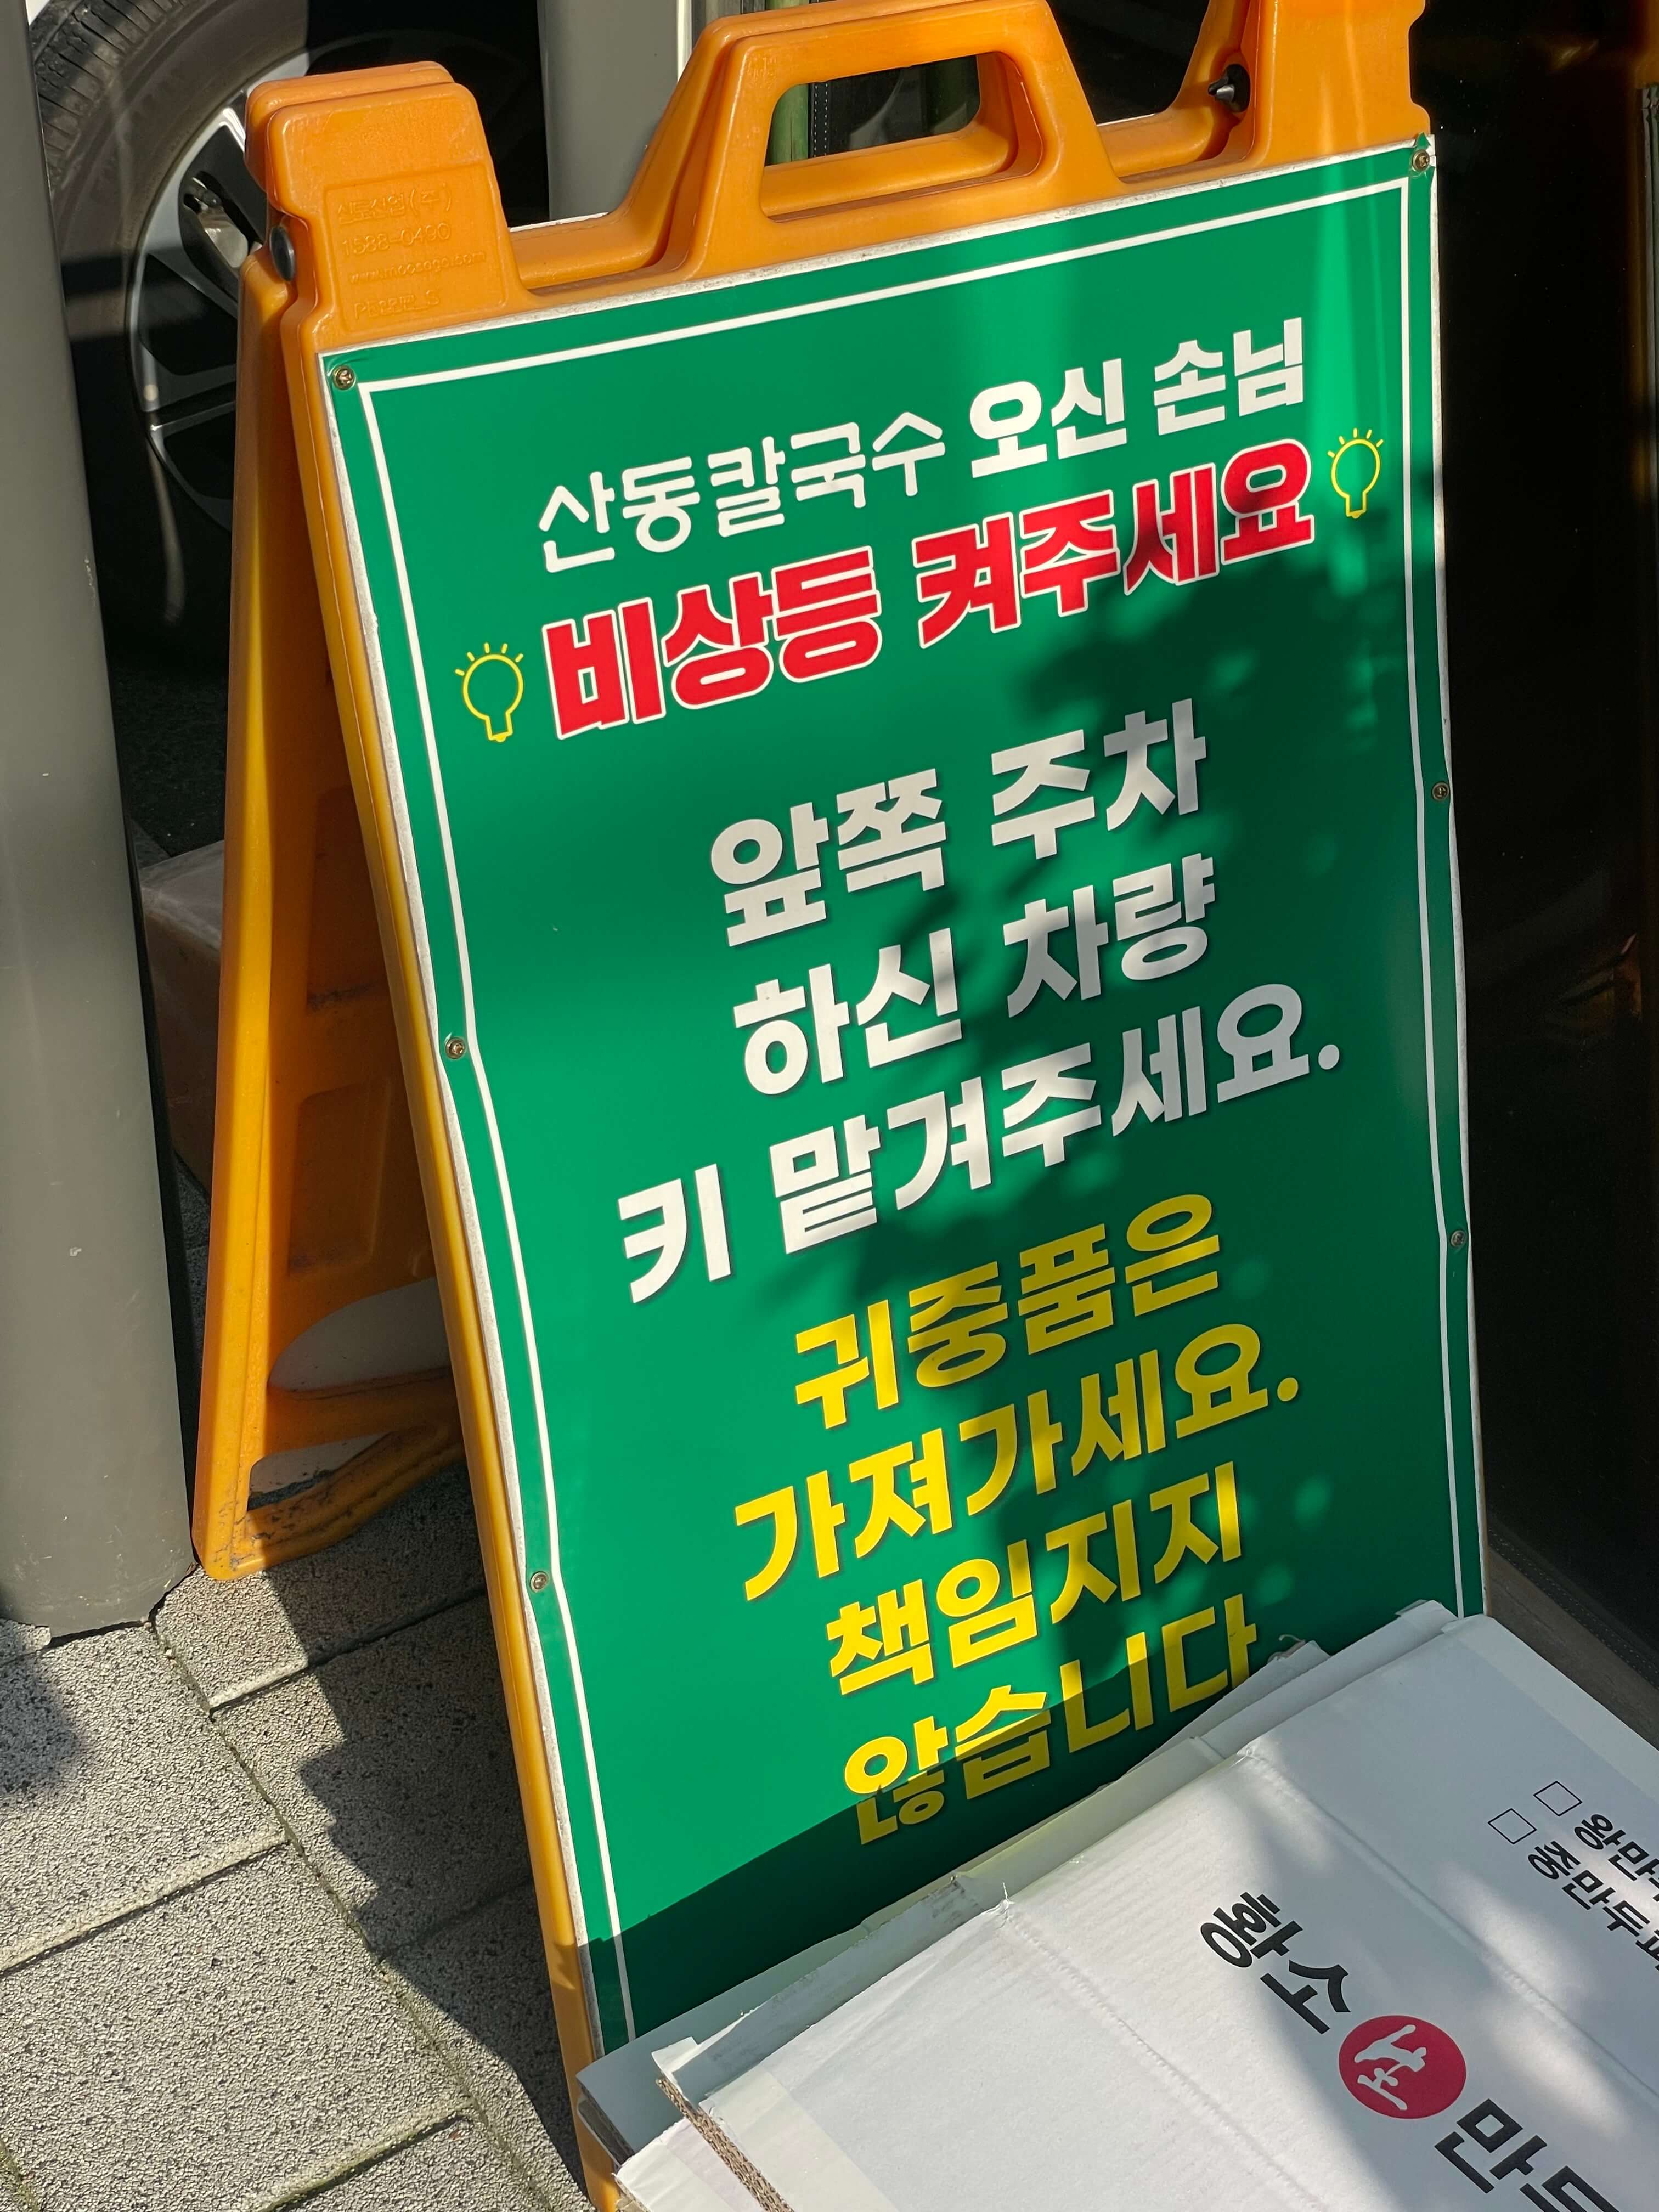 산동칼국수 오신 손님
비상등 켜주세요
앞쪽 주차
하신 차량
키 맡겨주세요.
귀중품은
가져가세요.
책임지지
않습니다
1588-0490
황소